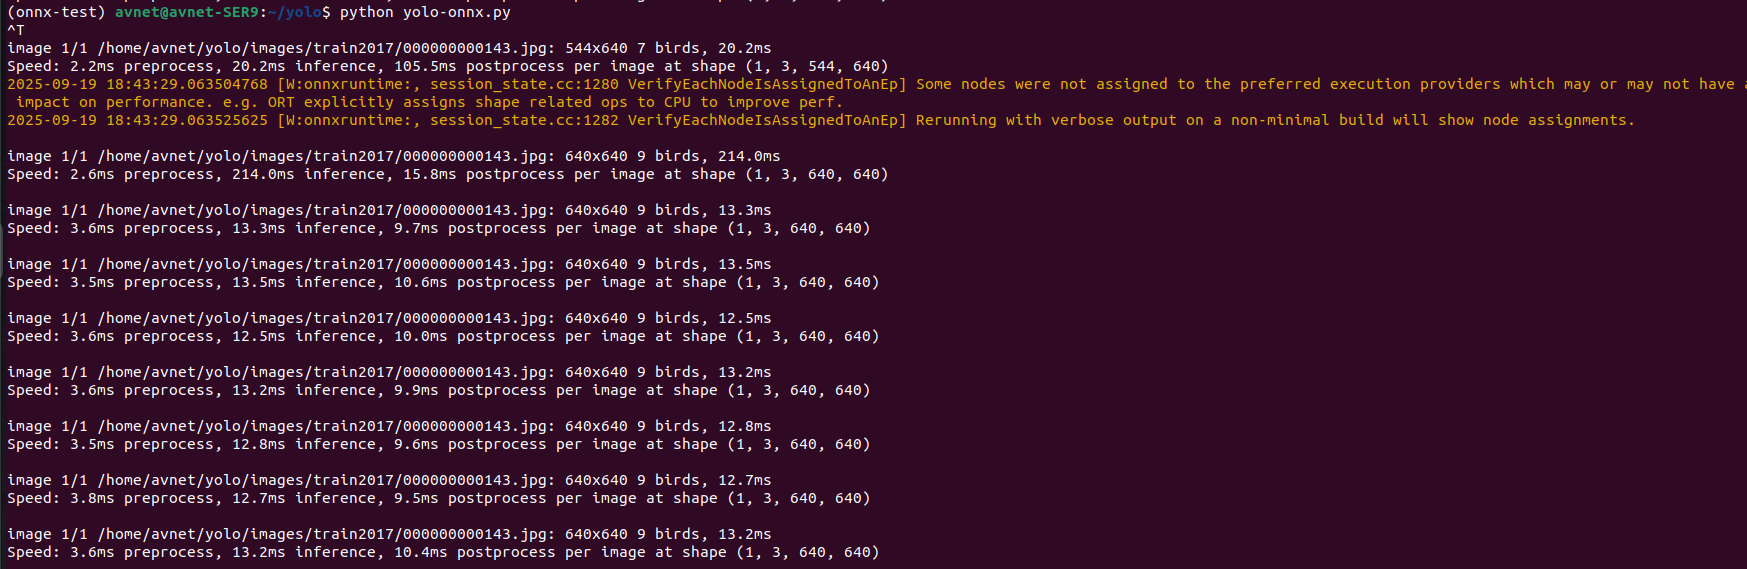 (onnx-test) avnet@avnet-SER9:~/yolo$ python yolo-onnx.py
^T
image 1/1 /home/avnet/yolo/images/train2017/000000000143.jpg: 544x640 7 birds, 20.2ms
Speed: 2.2ms preprocess, 20.2ms inference, 105.5ms postprocess per image at shape (1, 3, 544, 640)
2025-09-19 18:43:29.063504768 [W:onnxruntime:, session_state.cc:1280 VerifyEachNodeIsAssignedToAnEp] Some nodes were not assigned to the preferred execution providers which may or may not have
impact on performance. e.g. ORT explicitly assigns shape related ops to CPU to improve perf.
2025-09-19 18:43:29.063525625 [W:onnxruntime:, session_state.cc:1282 VerifyEachNodeIsAssignedToAnEp] Rerunning with verbose output on a non-minimal build will show node assignments.
image 1/1 /home/avnet/yolo/images/train2017/000000000143.jpg: 640x640 9 birds, 214.0ms
Speed: 2.6ms preprocess, 214.0ms inference, 15.8ms postprocess per image at shape (1, 3, 640, 640)
image 1/1 /home/avnet/yolo/images/train2017/000000000143.jpg: 640x640 9 birds, 13.3ms
Speed: 3.6ms preprocess, 13.3ms inference, 9.7ms postprocess per image at shape (1, 3, 640, 640)
image 1/1 /home/avnet/yolo/images/train2017/000000000143.jpg: 640x640 9 birds, 13.5ms
Speed: 3.5ms preprocess, 13.5ms inference, 10.6ms postprocess per image at shape (1, 3, 640, 640)
image 1/1 /home/avnet/yolo/images/train2017/000000000143.jpg: 640x640 9 birds, 12.5ms
Speed: 3.6ms preprocess, 12.5ms inference, 10.0ms postprocess per image at shape (1, 3, 640, 640)
image 1/1 /home/avnet/yolo/images/train2017/000000000143.jpg: 640x640 9 birds, 13.2ms
Speed: 3.6ms preprocess, 13.2ms inference, 9.9ms postprocess per image at shape (1, 3, 640, 640)
image 1/1 /home/avnet/yolo/images/train2017/000000000143.jpg: 640x640 9 birds, 12.8ms
Speed: 3.5ms preprocess, 12.8ms inference, 9.6ms postprocess per image at shape (1, 3, 640, 640)
image 1/1 /home/avnet/yolo/images/train2017/000000000143.jpg: 640x640 9 birds, 12.7ms
Speed: 3.8ms preprocess, 12.7ms inference, 9.5ms postprocess per image at shape (1, 3, 640, 640)
image 1/1 /home/avnet/yolo/images/train2017/000000000143.jpg: 640x640 9 birds, 13.2ms
Speed: 3.6ms preprocess, 13.2ms inference, 10.4ms postprocess per image at shape (1, 3, 640, 640)